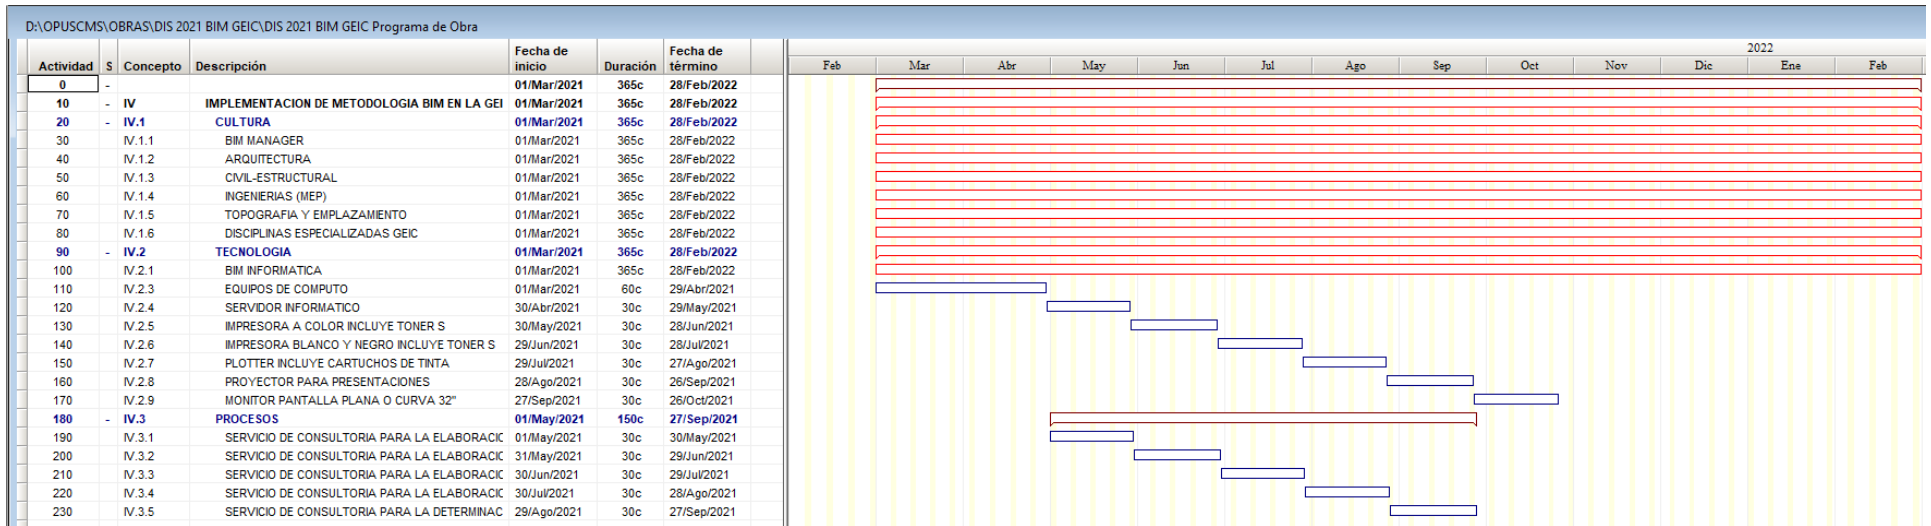 D:\OPUSCMS\OBRAS\DIS 2021 BIM GEIC\DIS 2021 BIM GEIC Programa de Obra
Actividad S Concepto Descripción Fecha de inicio Duración Fecha de término
2022
Feb Mar Abr May Jun Jul Ago Sep Oct Nov Dic Ene Feb
0 - 01/Mar/2021 365c 28/Feb/2022
10 - IV IMPLEMENTACION DE METODOLOGIA BIM EN LA GEI 01/Mar/2021 365c 28/Feb/2022
20 - IV.1 CULTURA 01/Mar/2021 365c 28/Feb/2022
30 IV.1.1 BIM MANAGER 01/Mar/2021 365c 28/Feb/2022
40 IV.1.2 ARQUITECTURA 01/Mar/2021 365c 28/Feb/2022
50 IV.1.3 CIVIL-ESTRUCTURAL 01/Mar/2021 365c 28/Feb/2022
60 IV.1.4 INGENIERIAS (MEP) 01/Mar/2021 365c 28/Feb/2022
70 IV.1.5 TOPOGRAFIA Y EMPLAZAMIENTO 01/Mar/2021 365c 28/Feb/2022
80 IV.1.6 DISCIPLINAS ESPECIALIZADAS GEIC 01/Mar/2021 365c 28/Feb/2022
90 - IV.2 TECNOLOGIA 01/Mar/2021 365c 28/Feb/2022
100 IV.2.1 BIM INFORMATICA 01/Mar/2021 365c 28/Feb/2022
110 IV.2.3 EQUIPOS DE COMPUTO 01/Mar/2021 60c 29/Abr/2021
120 IV.2.4 SERVIDOR INFORMATICO 30/Abr/2021 30c 29/May/2021
130 IV.2.5 IMPRESORA A COLOR INCLUYE TONER S 30/May/2021 30c 28/Jun/2021
140 IV.2.6 IMPRESORA BLANCO Y NEGRO INCLUYE TONER S 29/Jun/2021 30c 28/Jul/2021
150 IV.2.7 PLOTTER INCLUYE CARTUCHOS DE TINTA 29/Jul/2021 30c 27/Ago/2021
160 IV.2.8 PROYECTOR PARA PRESENTACIONES 28/Ago/2021 30c 26/Sep/2021
170 IV.2.9 MONITOR PANTALLA PLANA O CURVA 32" 27/Sep/2021 30c 26/Oct/2021
180 - IV.3 PROCESOS 01/May/2021 150c 27/Sep/2021
190 IV.3.1 SERVICIO DE CONSULTORIA PARA LA ELABORACIC 01/May/2021 30c 30/May/2021
200 IV.3.2 SERVICIO DE CONSULTORIA PARA LA ELABORACIC 31/May/2021 30c 29/Jun/2021
210 IV.3.3 SERVICIO DE CONSULTORIA PARA LA ELABORACIC 30/Jun/2021 30c 29/Jul/2021
220 IV.3.4 SERVICIO DE CONSULTORIA PARA LA ELABORACIC 30/Jul/2021 30c 28/Ago/2021
230 IV.3.5 SERVICIO DE CONSULTORIA PARA LA DETERMINAC 29/Ago/2021 30c 27/Sep/2021